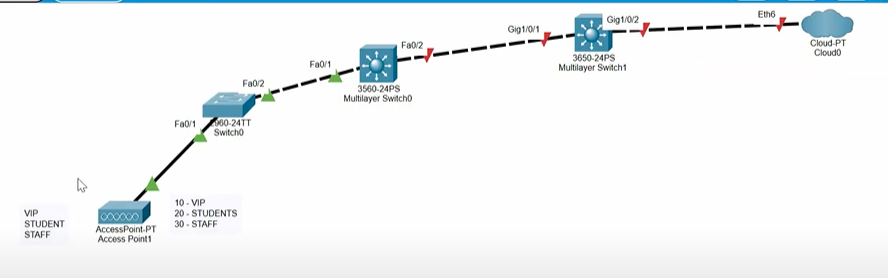 Eth6
Gig1/0/2
Gig1/0/1
Cloud-PT
Cloud0
Fa0/2
3650-24PS
Multilayer Switch1
Fa0/1
Fa0/2
3560-24PS
Multilayer Switch0
Fa0/1
2960-24TT
Switch0
10 - VIP
20 - STUDENTS
30 - STAFF
VIP
STUDENT
STAFF
AccessPoint-PT
Access Point1